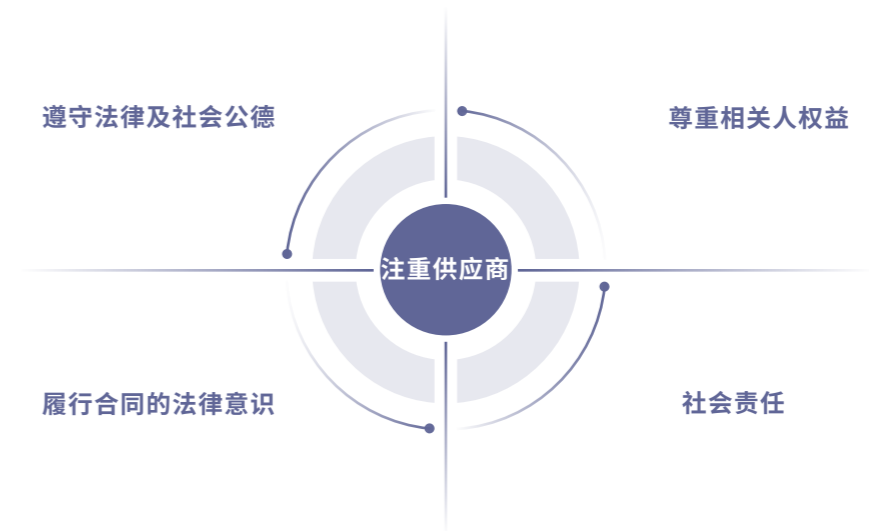 遵守法律及社会公德
尊重相关人权益
注重供应商
履行合同的法律意识
社会责任